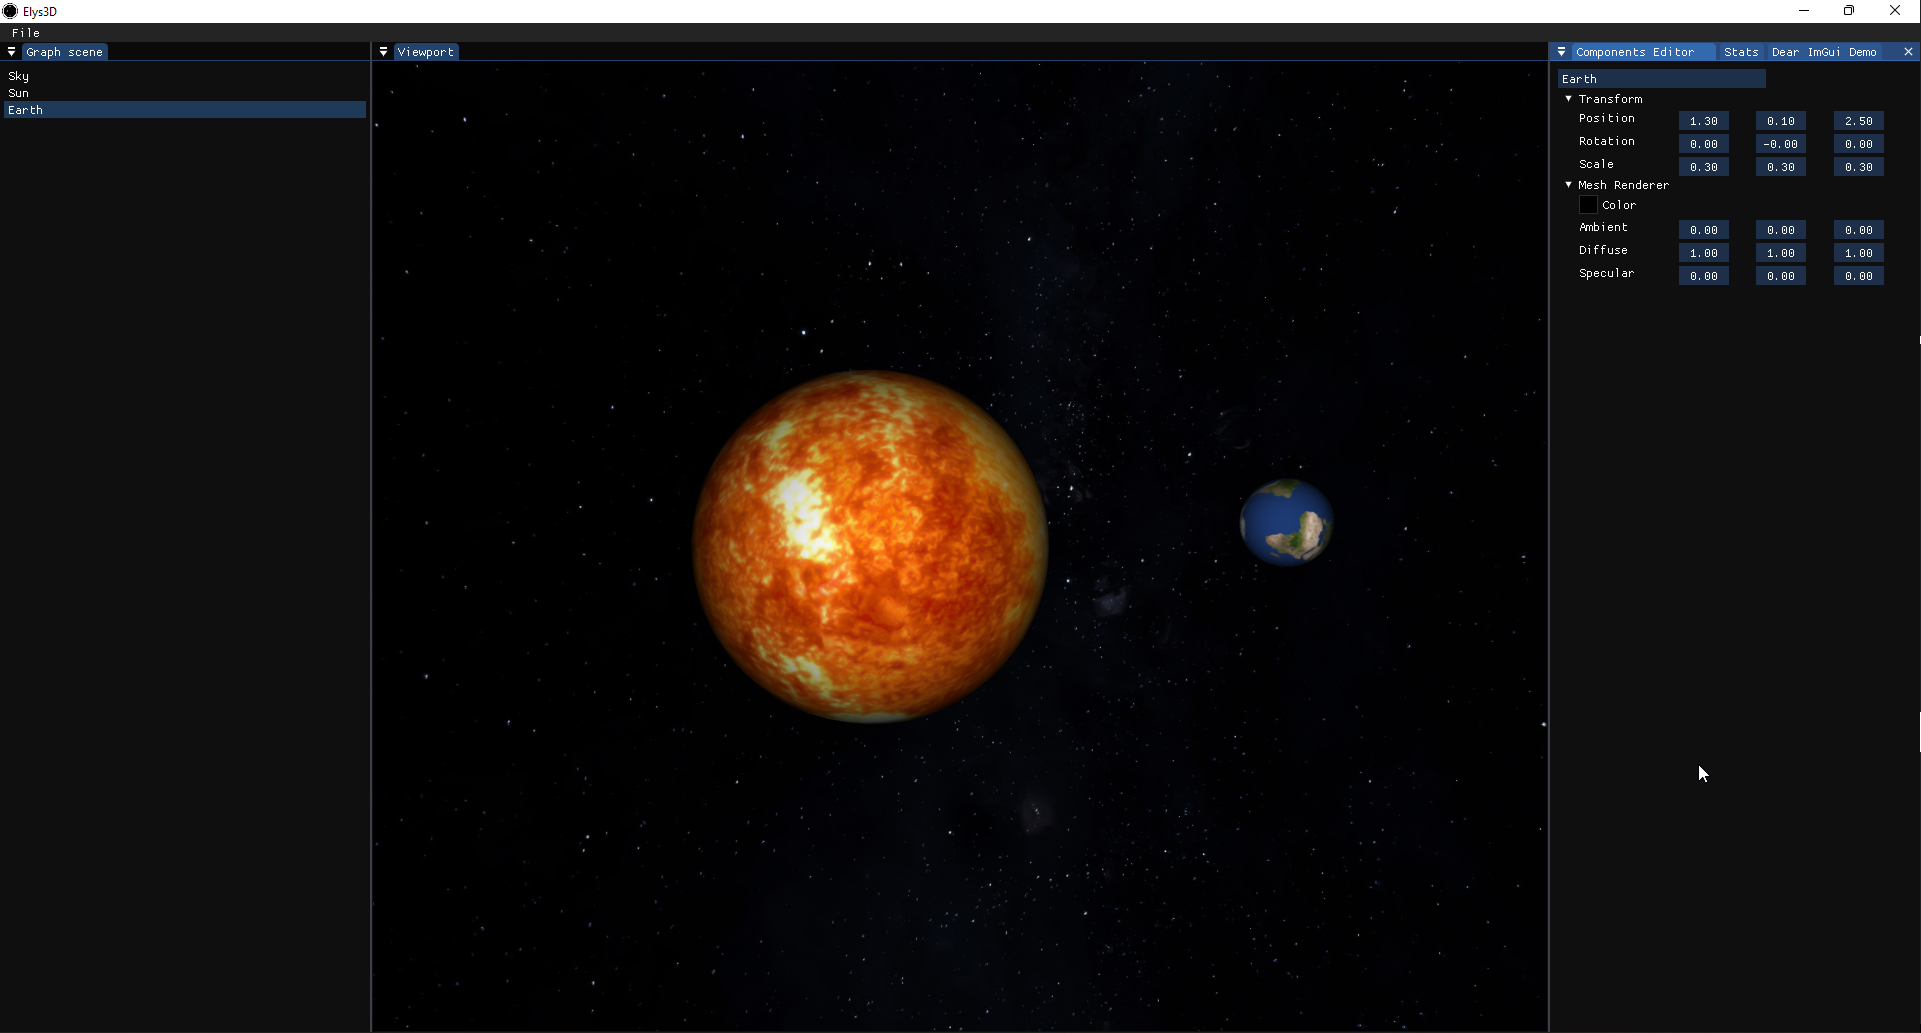 Elys3D
File
Graph scene
Viewport
Components Editor Stats Dear ImGui Demo
Sky
Sun
Earth
Earth
Transform
Position 1.30 0.10 2.50
Rotation 0.00 -0.00 0.00
Scale 0.30 0.30 0.30
Mesh Renderer
Color
Ambient 0.00 0.00 0.00
Diffuse 1.00 1.00 1.00
Specular 0.00 0.00 0.00